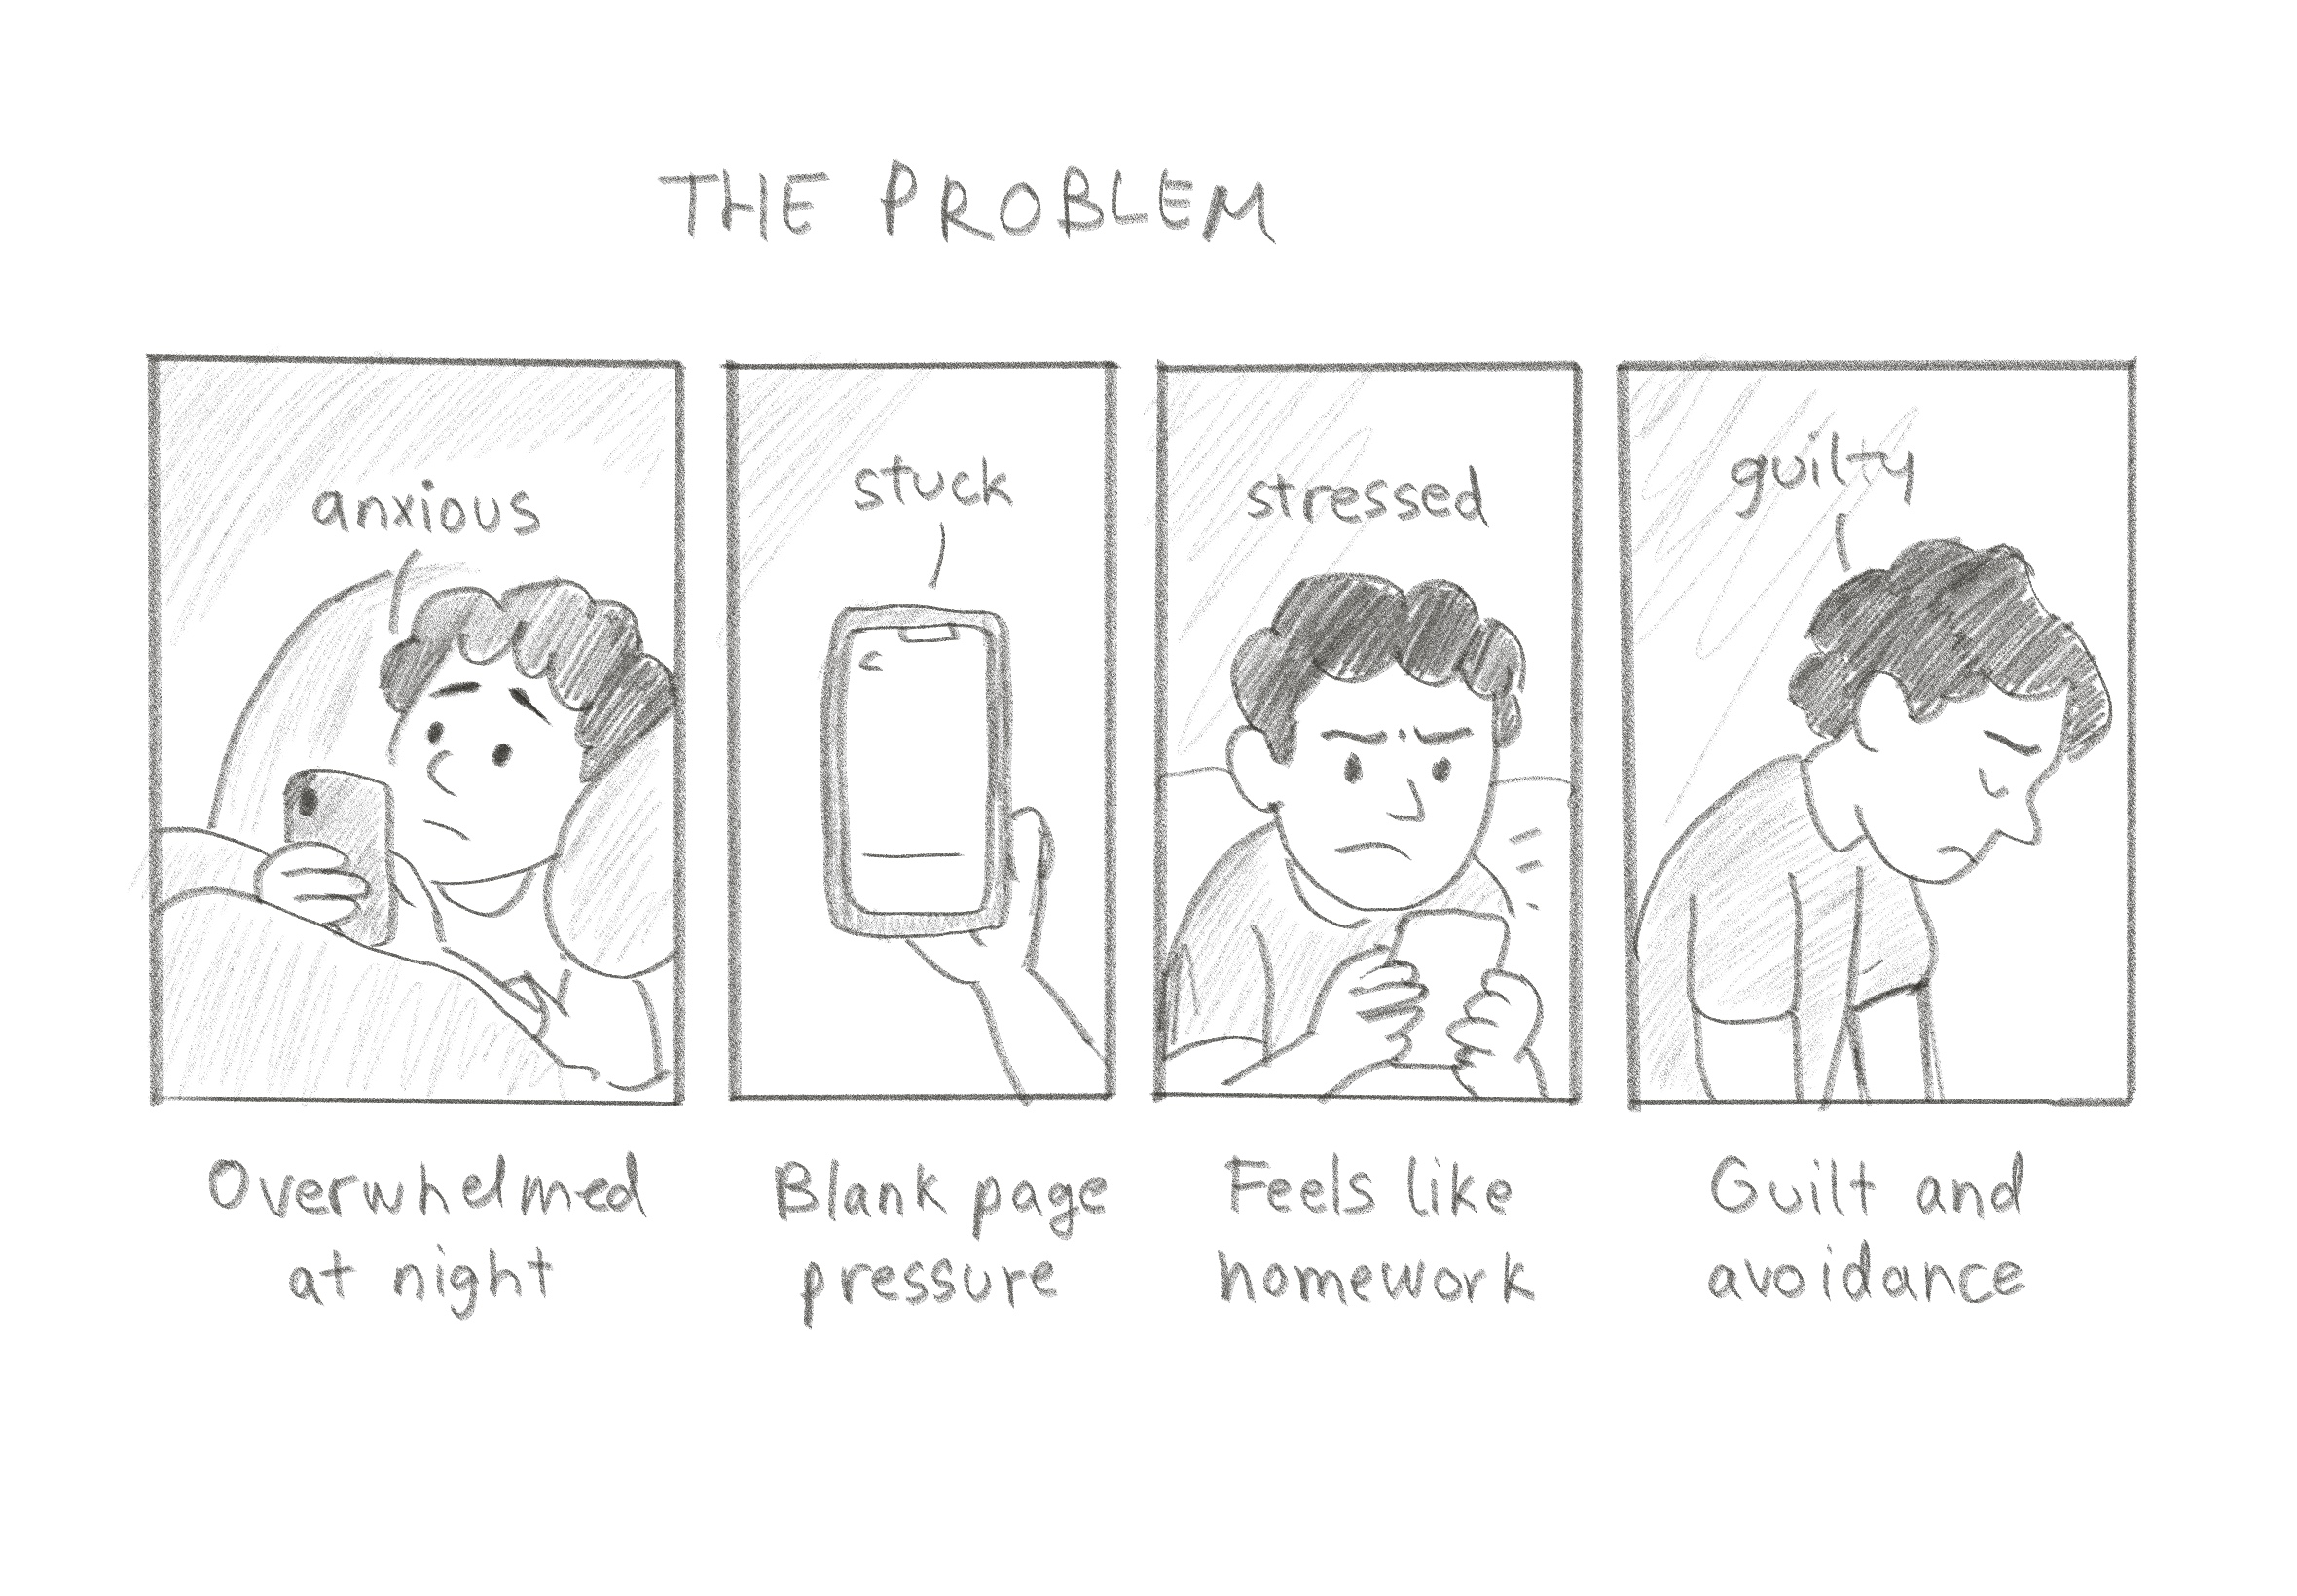 THE PROBLEM
anxious
stuck
stressed
guilty
Overwhelmed
at night
Blank page
pressure
Feels like
homework
Guilt and
avoidance